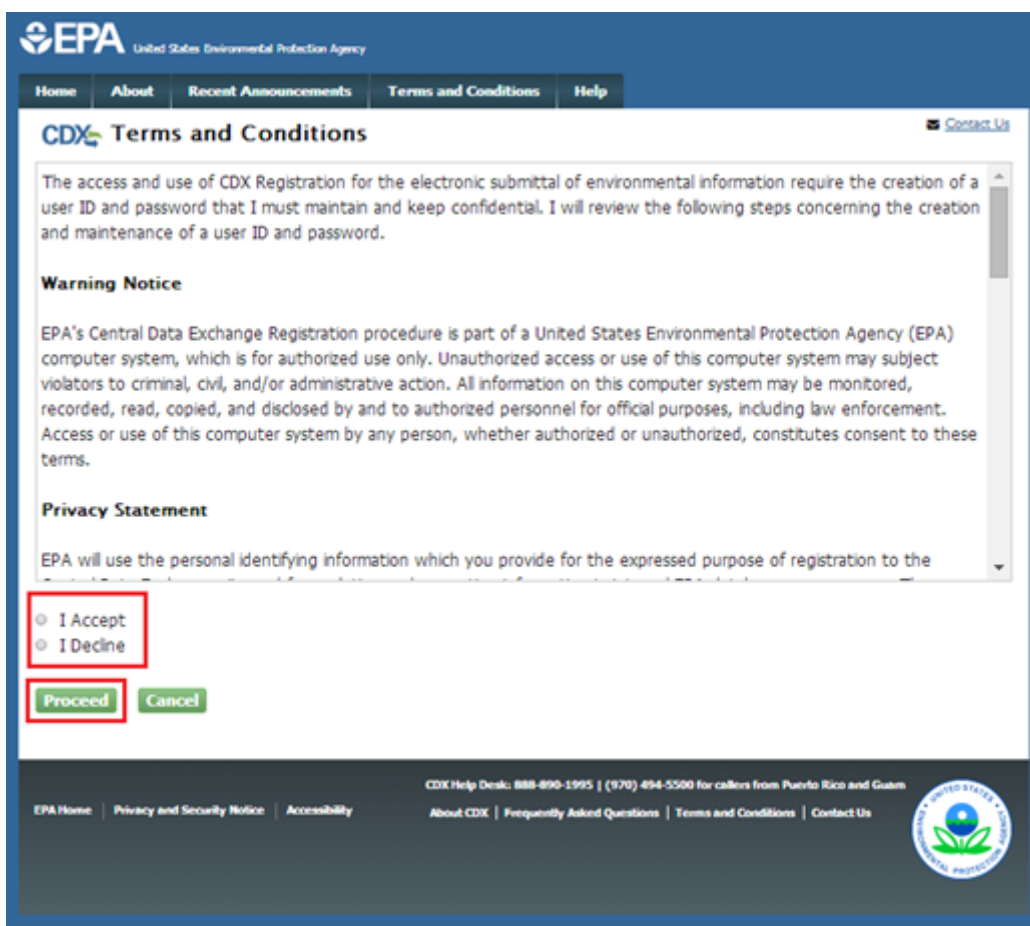 EPA United States Environmental Protection Agency
Home About Recent Announcements Terms and Conditions Help
CDX Terms and Conditions
Contact Us
The access and use of CDX Registration for the electronic submittal of environmental information require the creation of a
user ID and password that I must maintain and keep confidential. I will review the following steps concerning the creation
and maintenance of a user ID and password.
Warning Notice
EPA's Central Data Exchange Registration procedure is part of a United States Environmental Protection Agency (EPA)
computer system, which is for authorized use only. Unauthorized access or use of this computer system may subject
violators to criminal, civil, and/or administrative action. All information on this computer system may be monitored,
recorded, read, copied, and disclosed by and to authorized personnel for official purposes, including law enforcement.
Access or use of this computer system by any person, whether authorized or unauthorized, constitutes consent to these
terms.
Privacy Statement
EPA will use the personal identifying information which you provide for the expressed purpose of registration to the
I Accept
I Decline
Proceed Cancel
CDX Help Desk: 888-890-1995 | (970) 494-5500 for callers from Puerto Rico and Guam
EPA Home | Privacy and Security Notice | Accessibility
About CDX | Frequently Asked Questions | Terms and Conditions | Contact Us
UNITED STATES ENVIRONMENTAL PROTECTION AGENCY